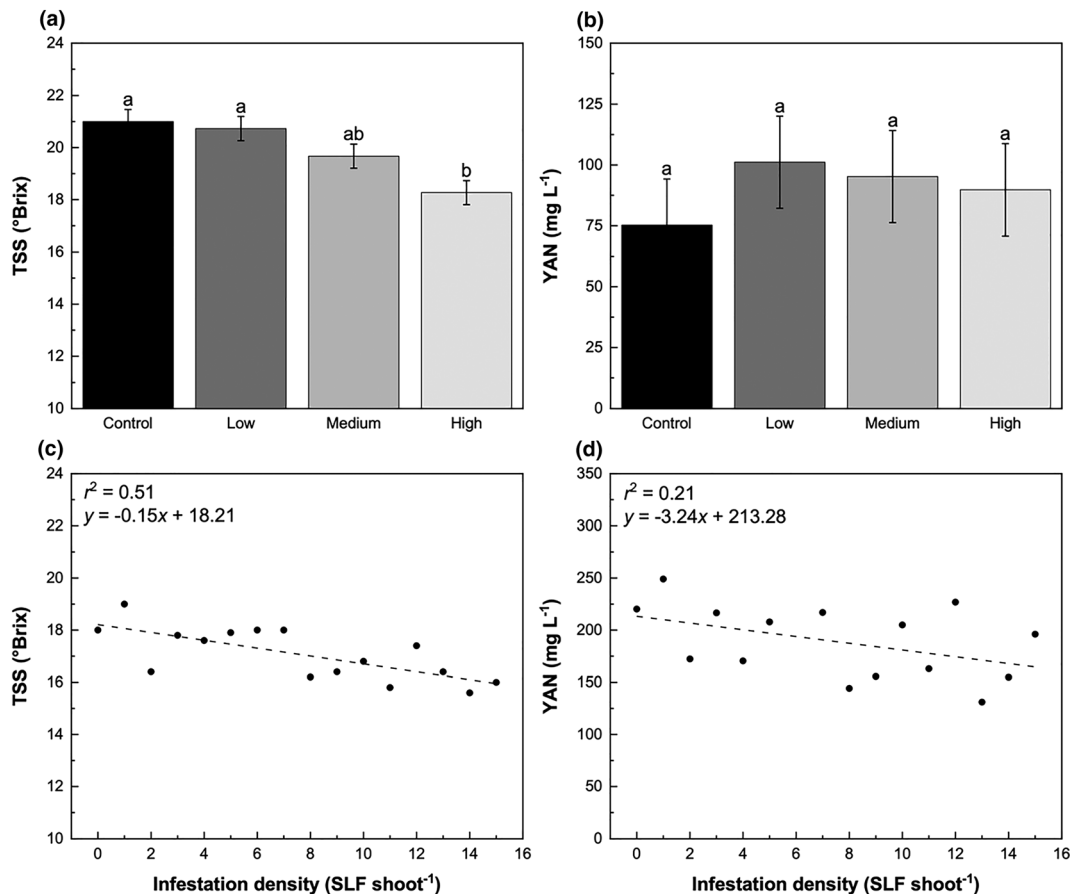 (a)
24
22
20
18
16
14
12
10
TSS (°Brix)
a
a
ab
b
Control
Low
Medium
High
(b)
150
125
100
75
50
25
0
YAN (mg L⁻¹)
a
a
a
a
Control
Low
Medium
High
(c)
24
22
20
18
16
14
12
10
TSS (°Brix)
r² = 0.51
y = -0.15x + 18.21
0 2 4 6 8 10 12 14 16
Infestation density (SLF shoot⁻¹)
(d)
350
300
250
200
150
100
50
0
YAN (mg L⁻¹)
r² = 0.21
y = -3.24x + 213.28
0 2 4 6 8 10 12 14 16
Infestation density (SLF shoot⁻¹)